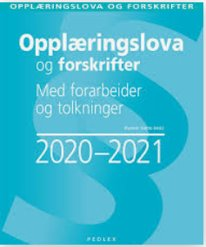 OPPLÆRINGSLOVA OG FORSKRIFTER
Opplæringslova
og forskrifter
Med forarbeider
og tolkninger
2020–2021
PEDLEX